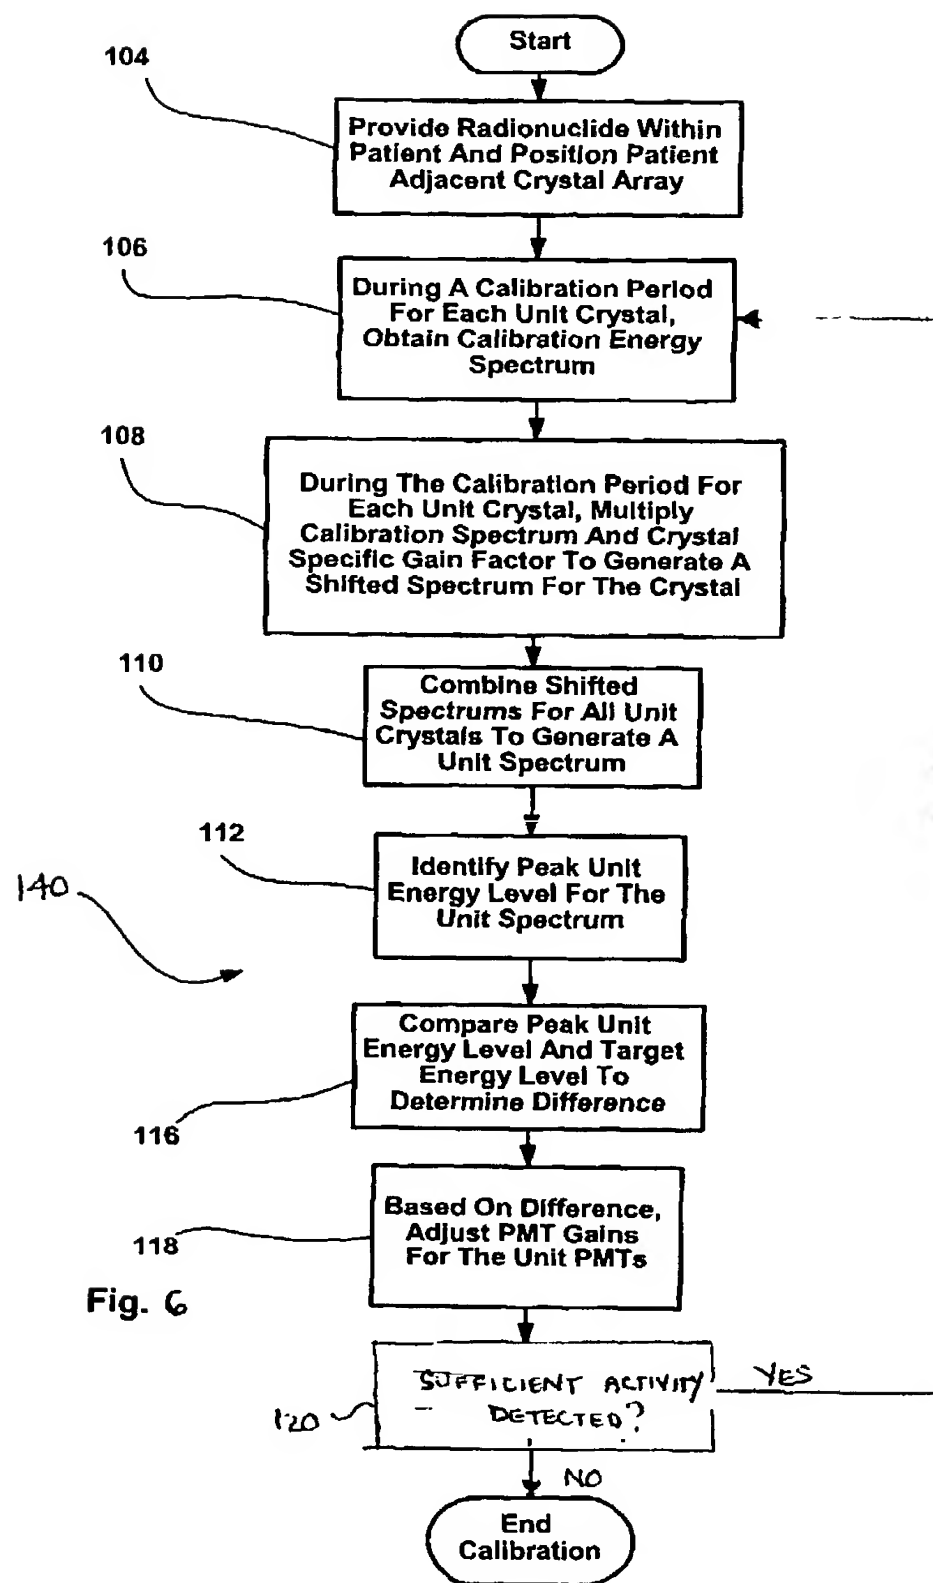 Start
104
Provide Radionuclide Within
Patient And Position Patient
Adjacent Crystal Array
106
During A Calibration Period
For Each Unit Crystal,
Obtain Calibration Energy
Spectrum
108
During The Calibration Period For
Each Unit Crystal, Multiply
Calibration Spectrum And Crystal
Specific Gain Factor To Generate A
Shifted Spectrum For The Crystal
110
Combine Shifted
Spectrums For All Unit
Crystals To Generate A
Unit Spectrum
112
Identify Peak Unit
Energy Level For The
Unit Spectrum
140
Compare Peak Unit
Energy Level And Target
Energy Level To
Determine Difference
116
Based On Difference,
Adjust PMT Gains
For The Unit PMTs
118
Fig. 6
SUFFICIENT ACTIVITY
DETECTED?
YES
120
NO
End
Calibration